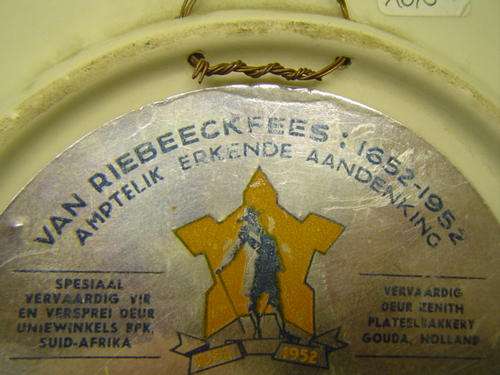 VAN RIEBEECKFEES: 1652-1952
AMPTELIK ERKENDE AANDENKING
SPESIAAL
VERVAARDIG VIR
EN VERSPREI DEUR
UNIEWINKELS BPK.
SUID-AFRIKA
VERVAARDIG
DEUR ZENITH
PLATEELBAKKERY
GOUDA, HOLLAND
1952